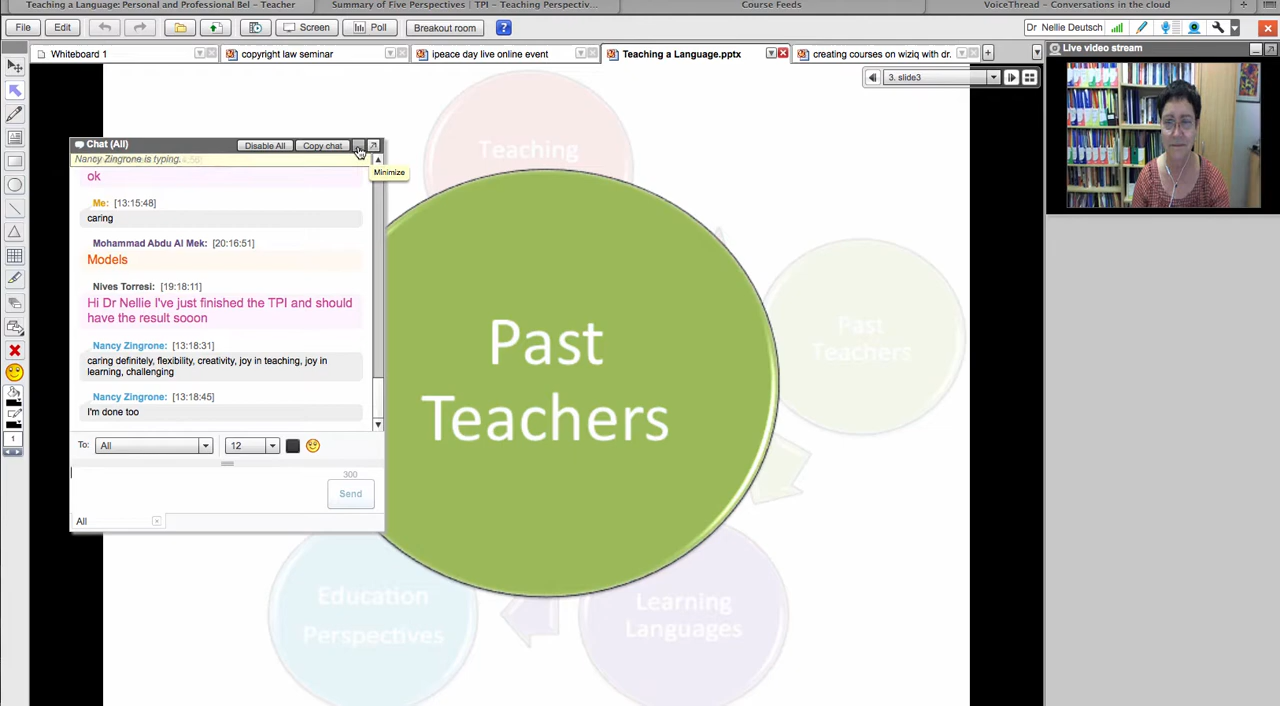 Teaching a Language: Personal and Professional Bel - Teacher
Summary of Five Perspectives | TPI – Teaching Perspectiv...
Course Feeds
VoiceThread - Conversations in the cloud
File
Edit
Screen
Poll
Breakout room
?
Dr Nellie Deutsch
Whiteboard 1
copyright law seminar
ipeace day live online event
Teaching a Language.pptx
creating courses on wiziq with dr.
Live video stream
3. slide3
Chat (All)
Disable All
Copy chat
Nancy Zingrone is typing.
Minimize
ok
Me: [13:15:48]
caring
Mohammad Abdu Al Mek: [20:16:51]
Models
Nives Torresi: [19:18:11]
Hi Dr Nellie I've just finished the TPI and should
have the result sooon
Nancy Zingrone: [13:18:31]
caring definitely, flexibility, creativity, joy in teaching, joy in
learning, challenging
Nancy Zingrone: [13:18:45]
I'm done too
To: All
12
300
Send
All
1
Teaching
Past
Teachers
Past
Teachers
Education
Perspectives
Learning
Languages